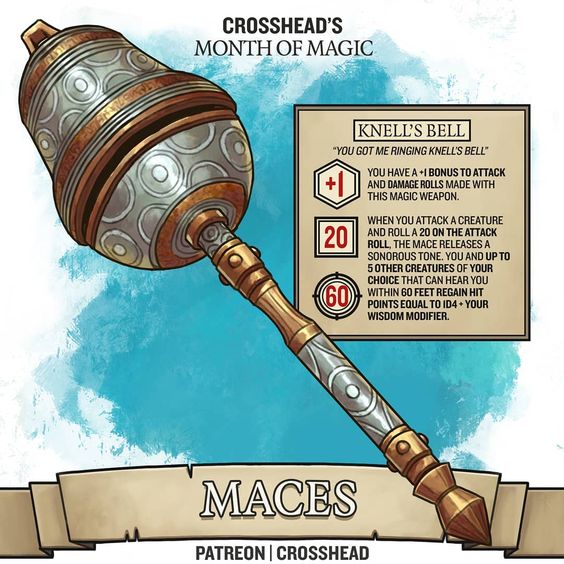 CROSSHEAD'S
MONTH OF MAGIC
KNELL'S BELL
"YOU GOT ME RINGING KNELL'S BELL"
+1
YOU HAVE A +1 BONUS TO ATTACK
AND DAMAGE ROLLS MADE WITH
THIS MAGIC WEAPON.
20
WHEN YOU ATTACK A CREATURE
AND ROLL A 20 ON THE ATTACK
ROLL, THE MACE RELEASES A
SONOROUS TONE. YOU AND UP TO
5 OTHER CREATURES OF YOUR
CHOICE THAT CAN HEAR YOU
WITHIN 60 FEET REGAIN HIT
POINTS EQUAL TO 1D4 + YOUR
WISDOM MODIFIER.
60
MACES
PATREON | CROSSHEAD